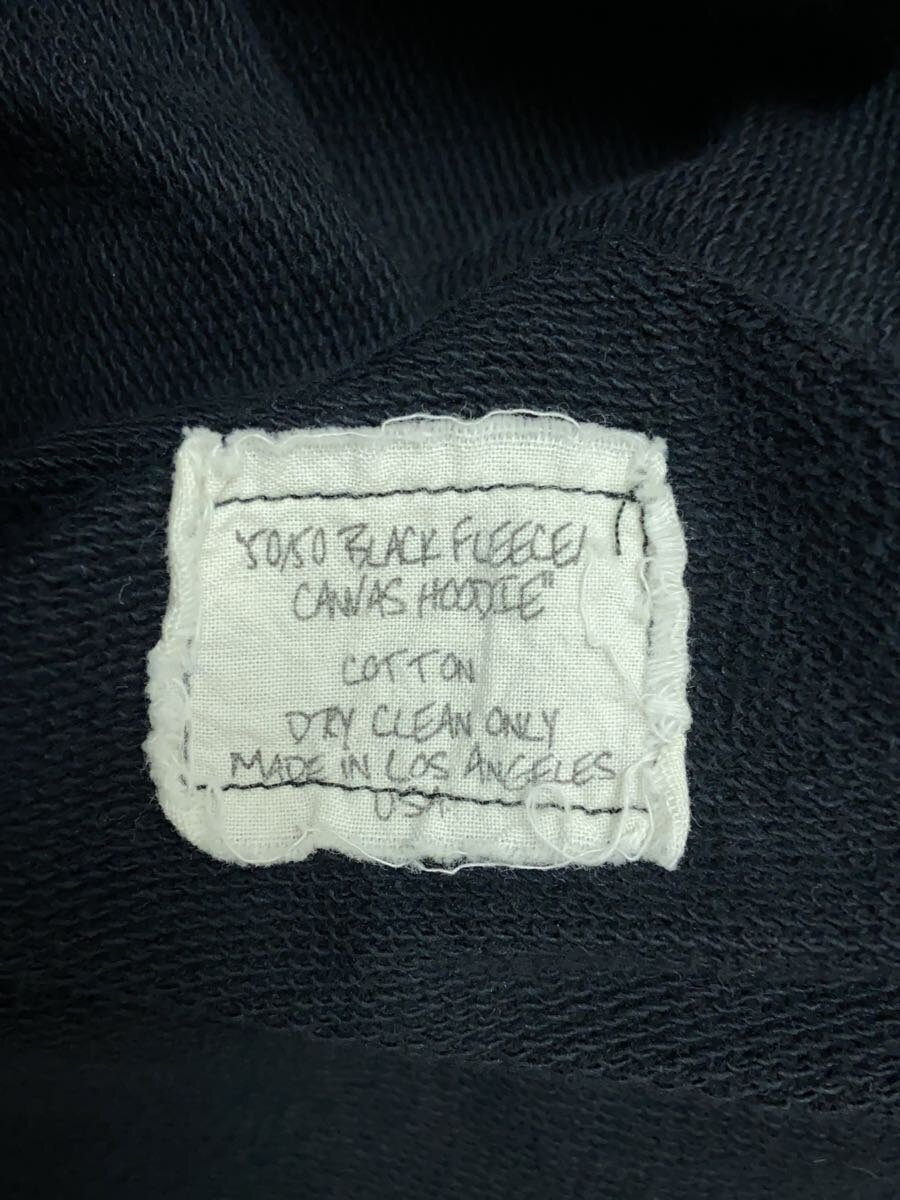 "50/50 BLACK FLEECE/
CANVAS HOODIE"
COTTON
DRY CLEAN ONLY
MADE IN LOS ANGELES
USA